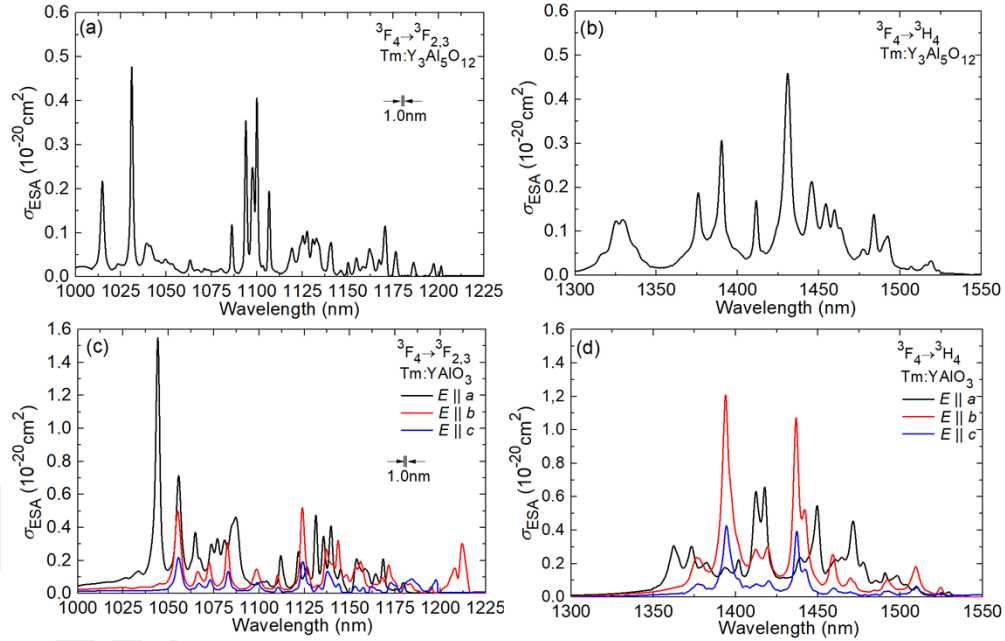 (a)
³F₄→³F₂,₃
Tm:Y₃Al₅O₁₂
1.0nm
σESA (10⁻²⁰cm²)
0.6
0.5
0.4
0.3
0.2
0.1
0.0
1000 1025 1050 1075 1100 1125 1150 1175 1200 1225
Wavelength (nm)
(b)
³F₄→³H₄
Tm:Y₃Al₅O₁₂
σESA (10⁻²⁰cm²)
0.6
0.5
0.4
0.3
0.2
0.1
0.0
1300 1350 1400 1450 1500 1550
Wavelength (nm)
(c)
³F₄→³F₂,₃
Tm:YAlO₃
E || a
E || b
E || c
1.0nm
σESA (10⁻²⁰cm²)
1.6
1.4
1.2
1.0
0.8
0.6
0.4
0.2
0.0
1000 1025 1050 1075 1100 1125 1150 1175 1200 1225
Wavelength (nm)
(d)
³F₄→³H₄
Tm:YAlO₃
E || a
E || b
E || c
σESA (10⁻²⁰cm²)
1.6
1.4
1,2
1.0
0.8
0.6
0.4
0.2
0.0
1300 1350 1400 1450 1500 1550
Wavelength (nm)